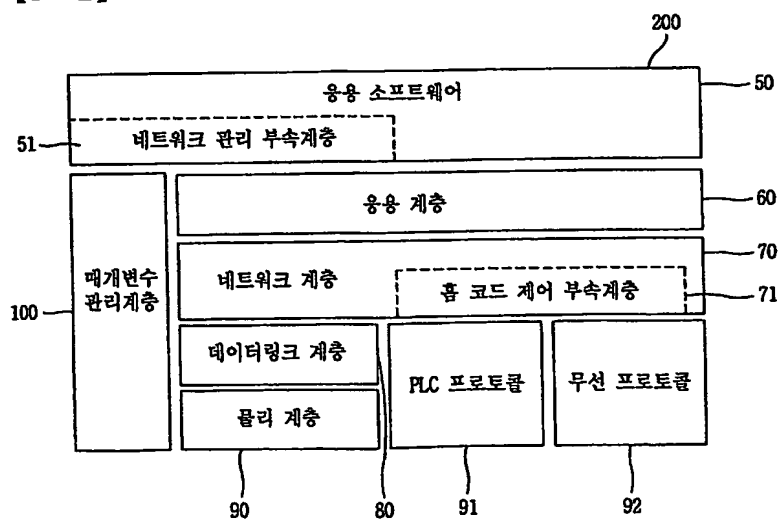 200
응용 소프트웨어
50
51
네트워크 관리 부속계층
응용 계층
60
매개변수
관리계층
100
네트워크 계층
70
홈 코드 제어 부속계층
71
데이터링크 계층
PLC 프로토콜
무선 프로토콜
물리 계층
90
80
91
92